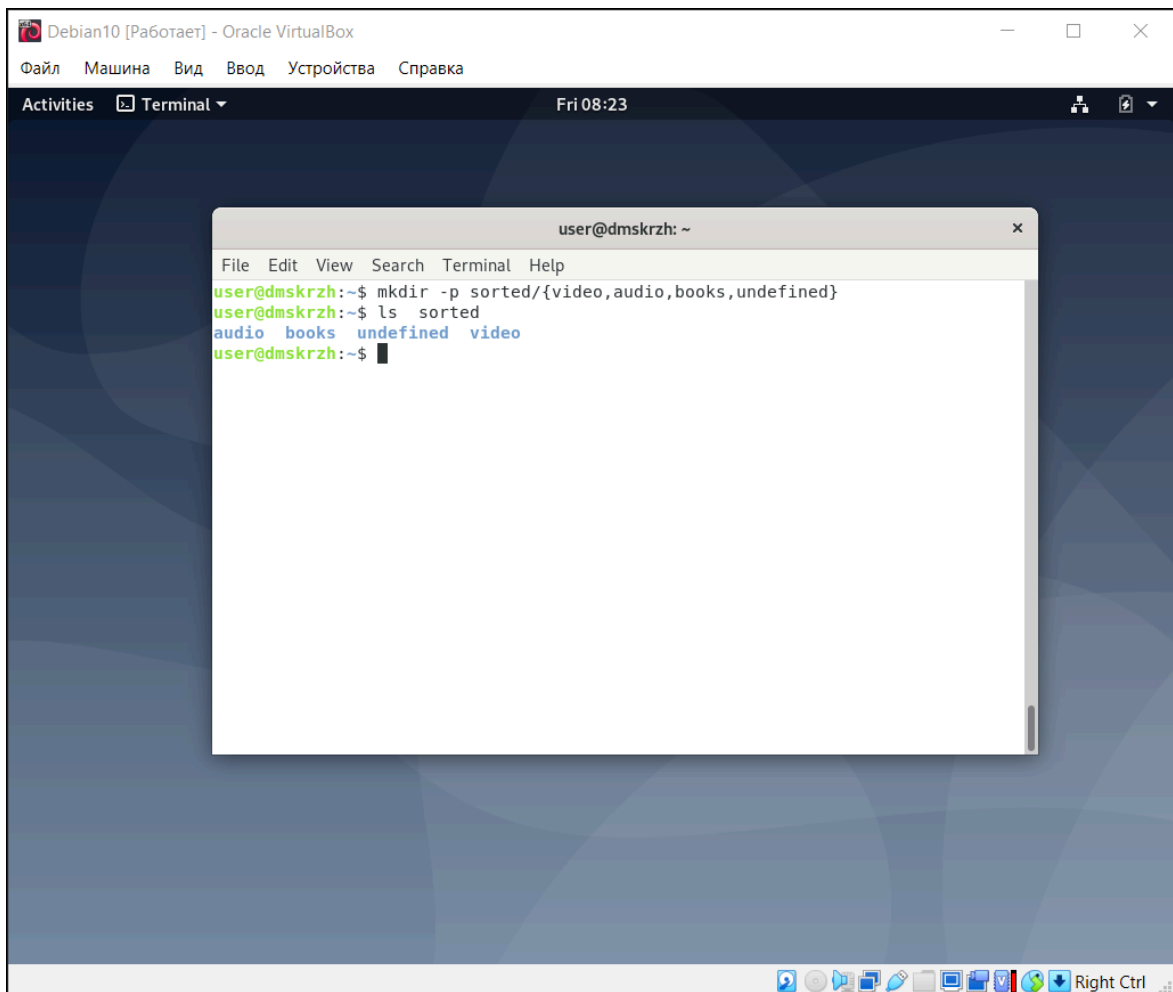 Debian10 [Работает] - Oracle VirtualBox
Файл Машина Вид Ввод Устройства Справка
Activities Terminal Fri 08:23
user@dmskrzh: ~
File Edit View Search Terminal Help
user@dmskrzh:~$ mkdir -p sorted/{video,audio,books,undefined}
user@dmskrzh:~$ ls  sorted
audio  books  undefined  video
user@dmskrzh:~$
Right Ctrl